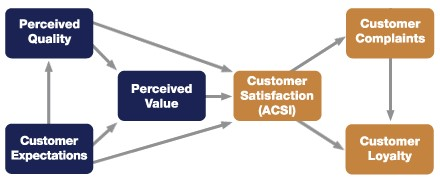 Perceived
Quality
Customer
Complaints
Perceived
Value
Customer
Satisfaction
(ACSI)
Customer
Expectations
Customer
Loyalty